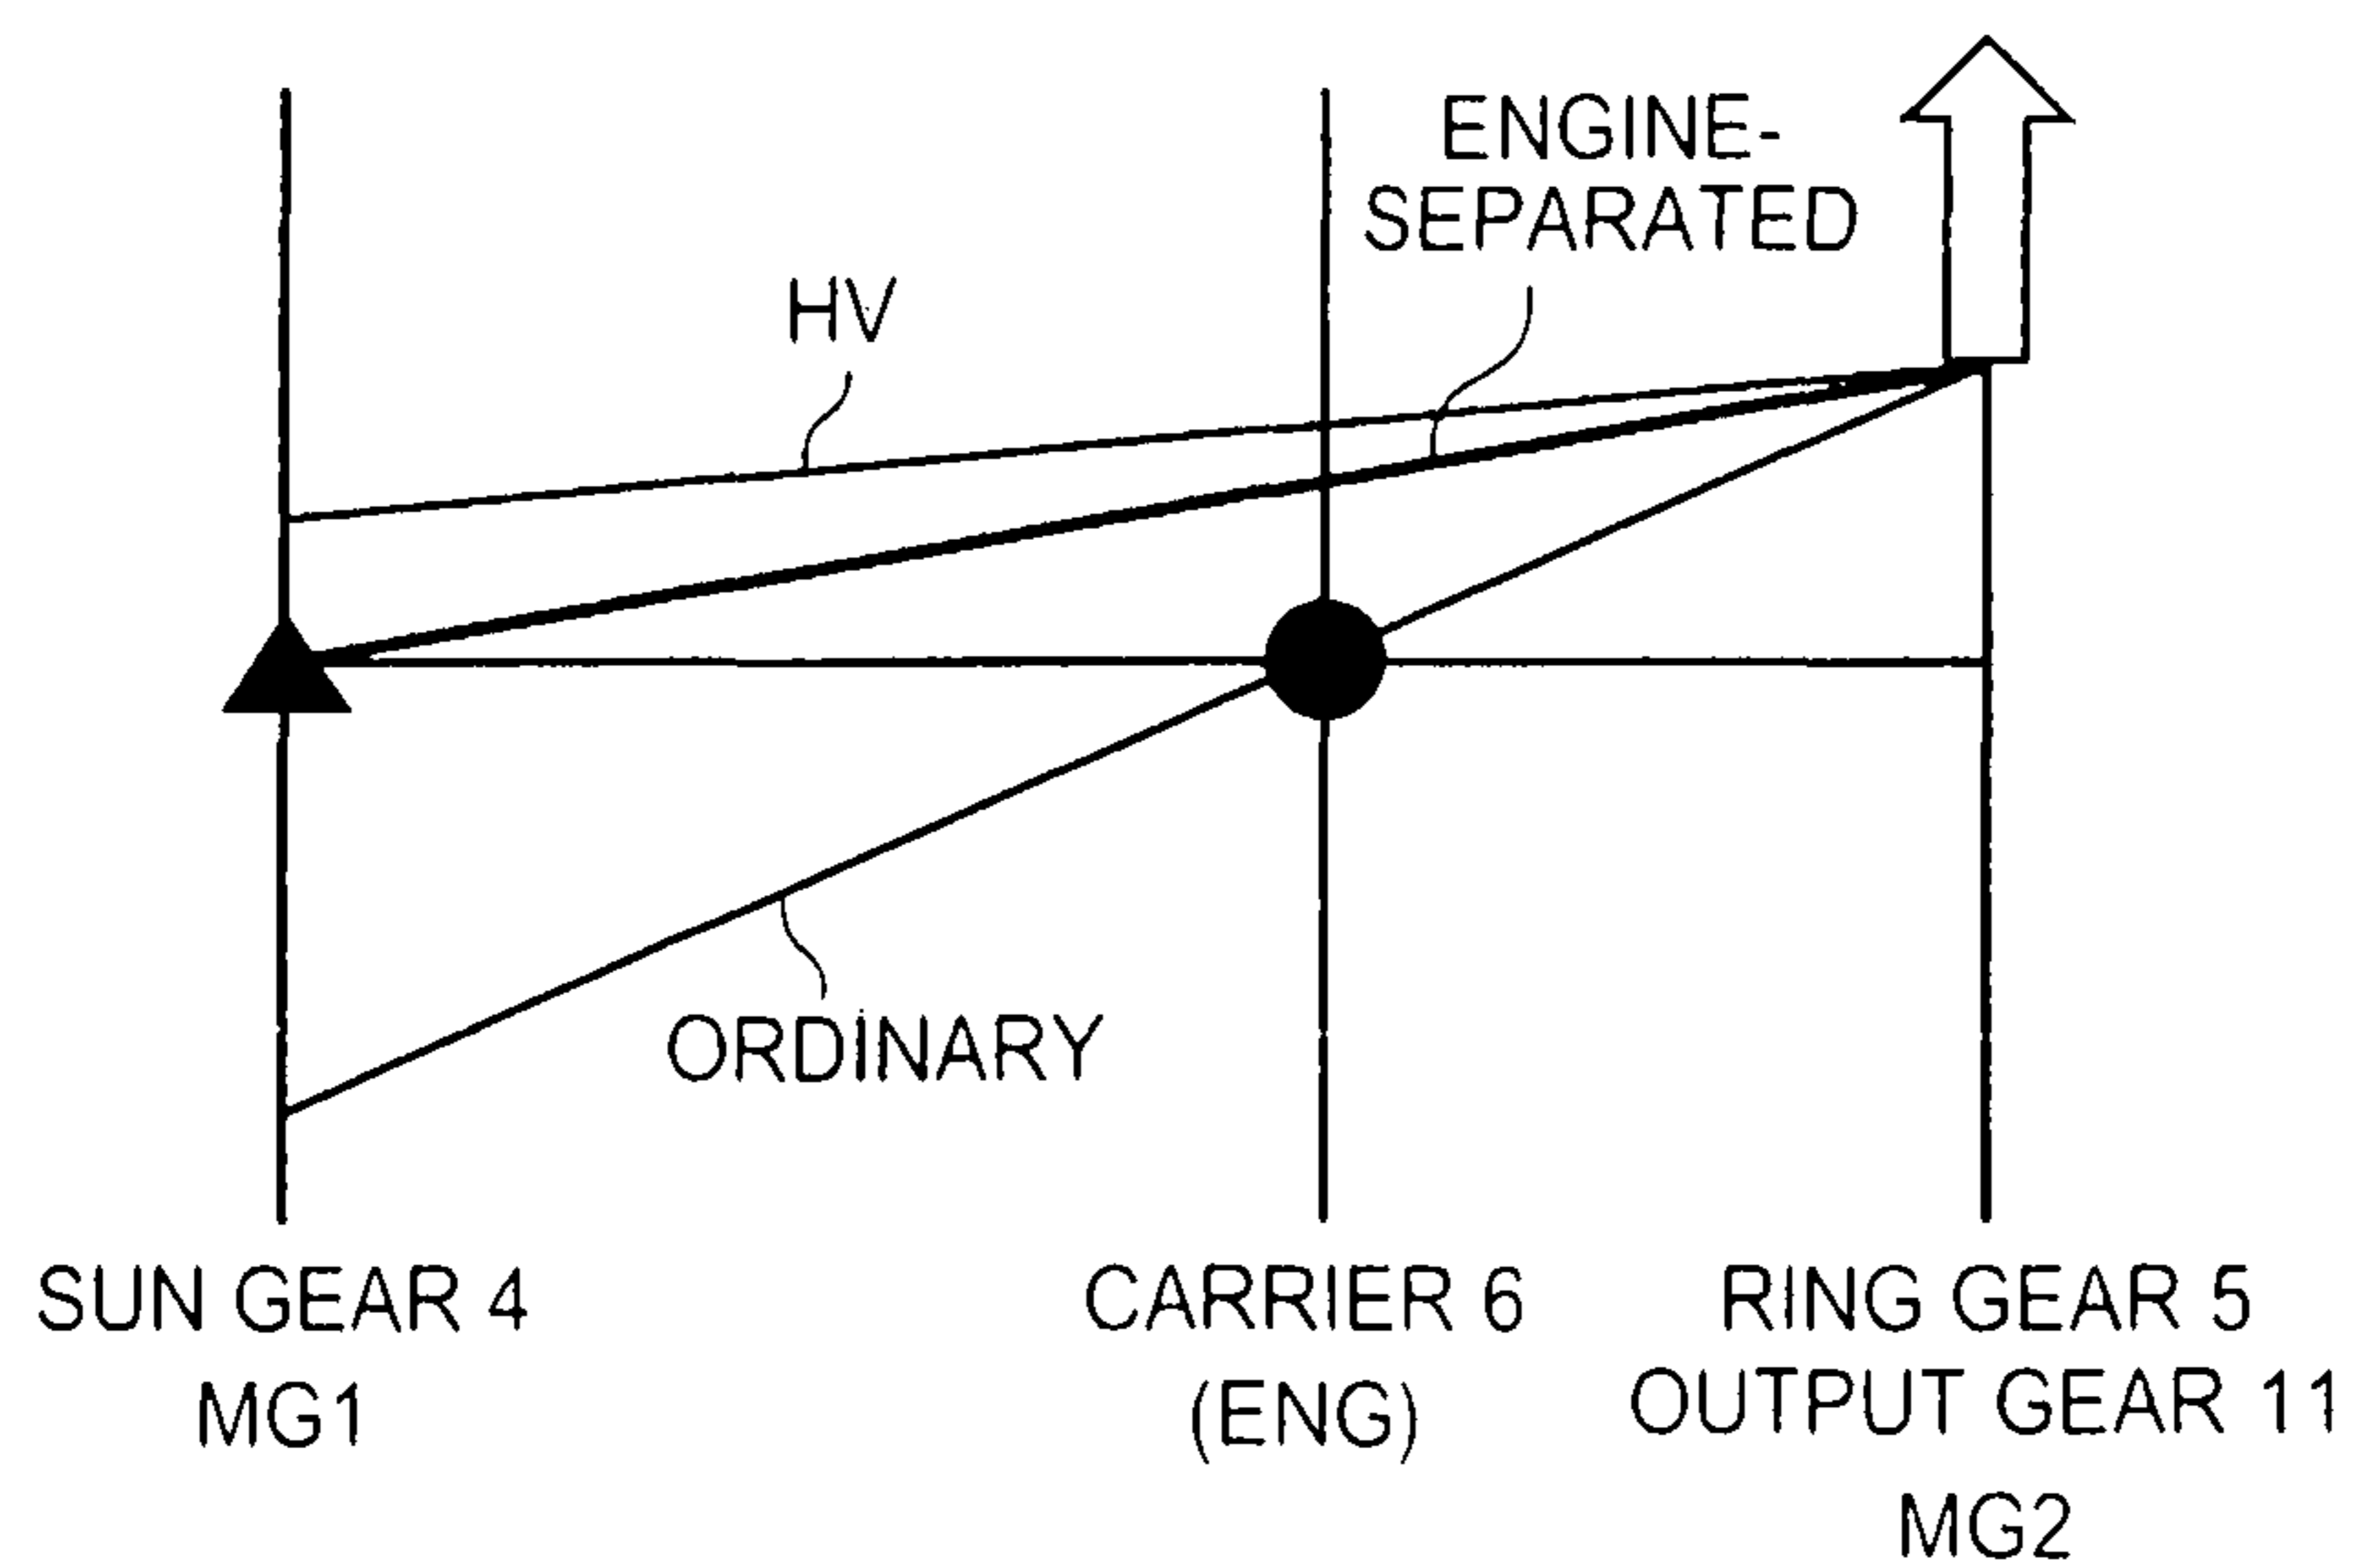 ENGINE-
SEPARATED
HV
ORDINARY
SUN GEAR 4
MG1
CARRIER 6
(ENG)
RING GEAR 5
OUTPUT GEAR 11
MG2